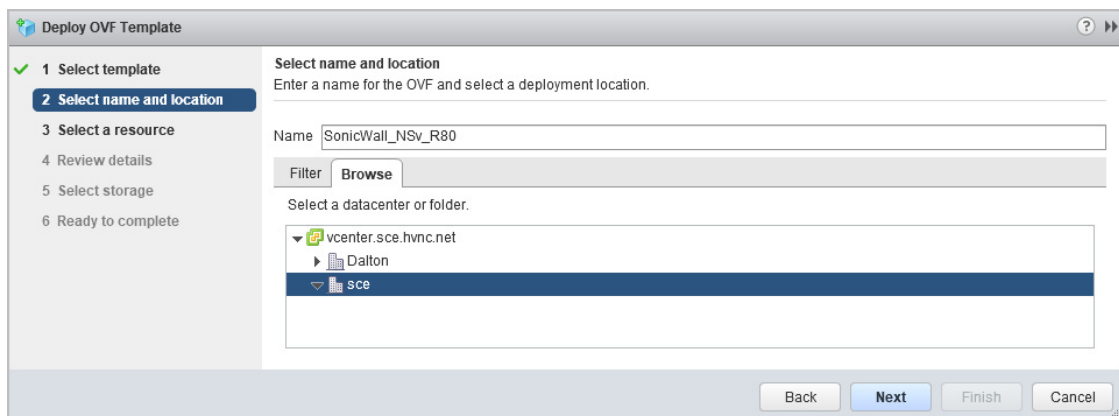 Deploy OVF Template
?
1 Select template
2 Select name and location
3 Select a resource
4 Review details
5 Select storage
6 Ready to complete
Select name and location
Enter a name for the OVF and select a deployment location.
Name SonicWall_NSv_R80
Filter Browse
Select a datacenter or folder.
vcenter.sce.hvnc.net
Dalton
sce
Back Next Finish Cancel